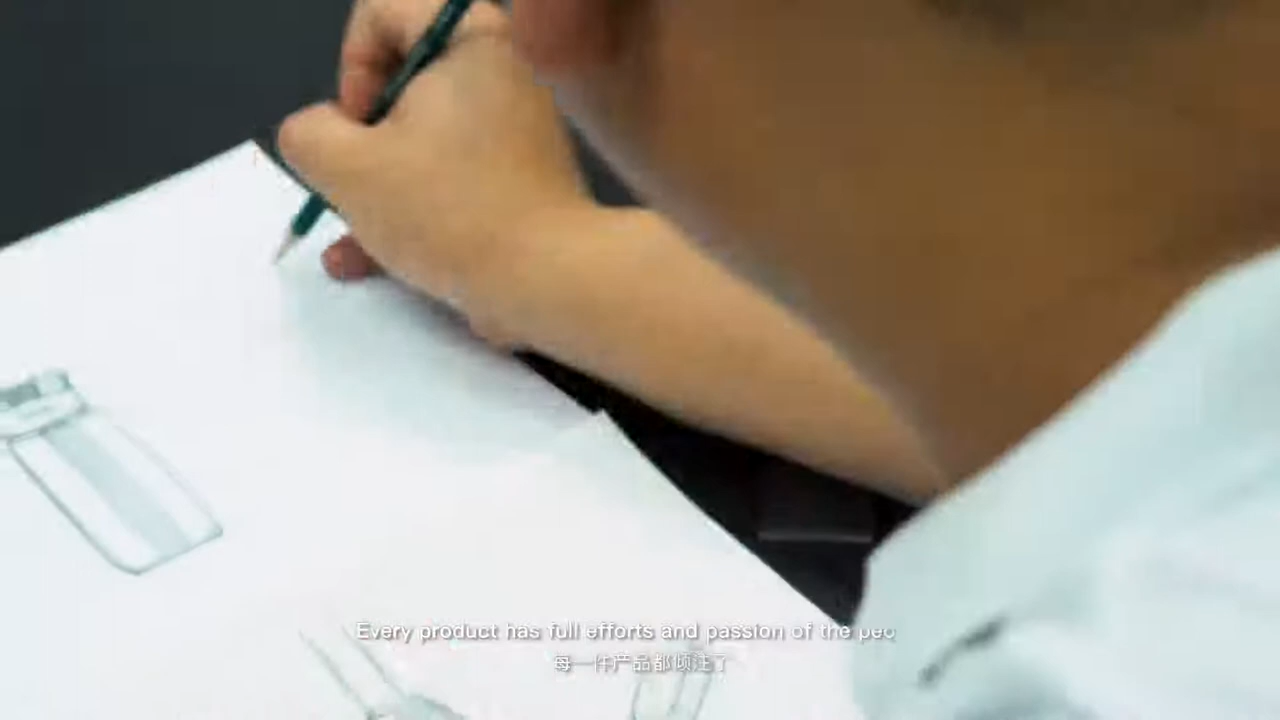 Every product has full efforts and passion of the peo
每一件产品都倾注了